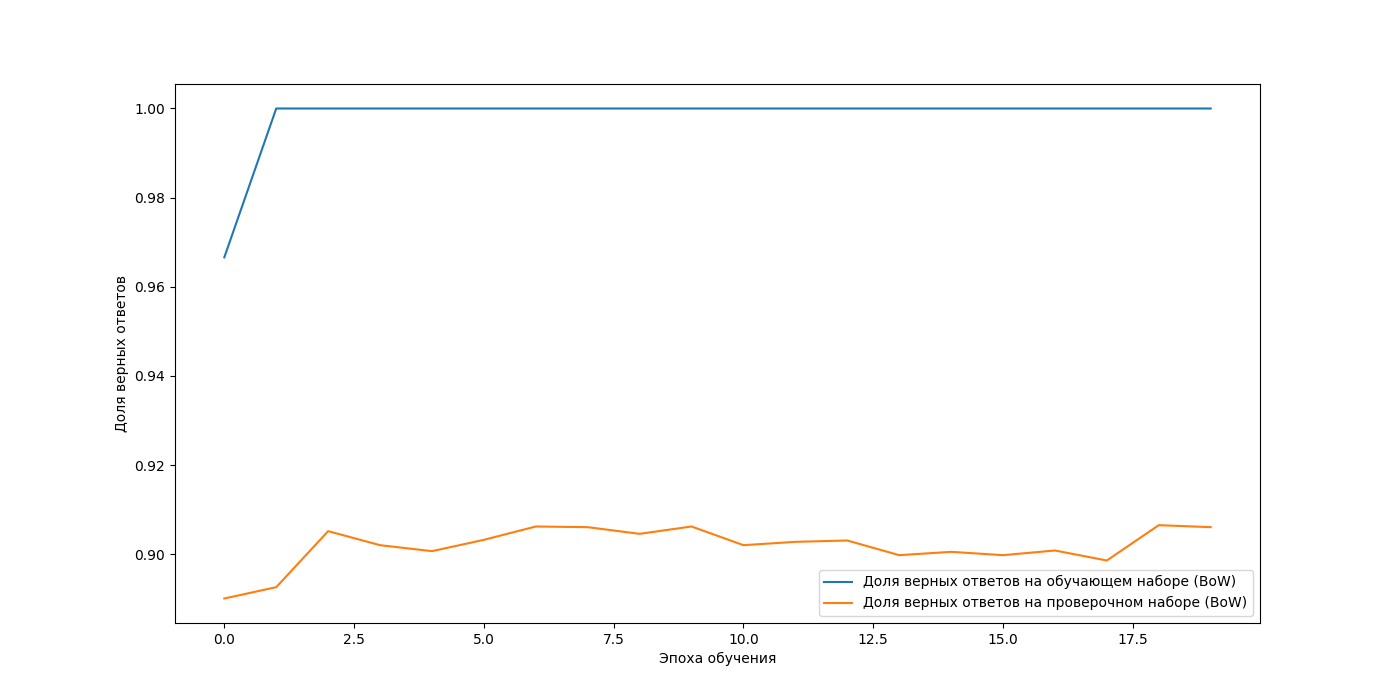 1.00
0.98
0.96
0.94
0.92
0.90
Доля верных ответов
0.0 2.5 5.0 7.5 10.0 12.5 15.0 17.5
Эпоха обучения
Доля верных ответов на обучающем наборе (BoW)
Доля верных ответов на проверочном наборе (BoW)